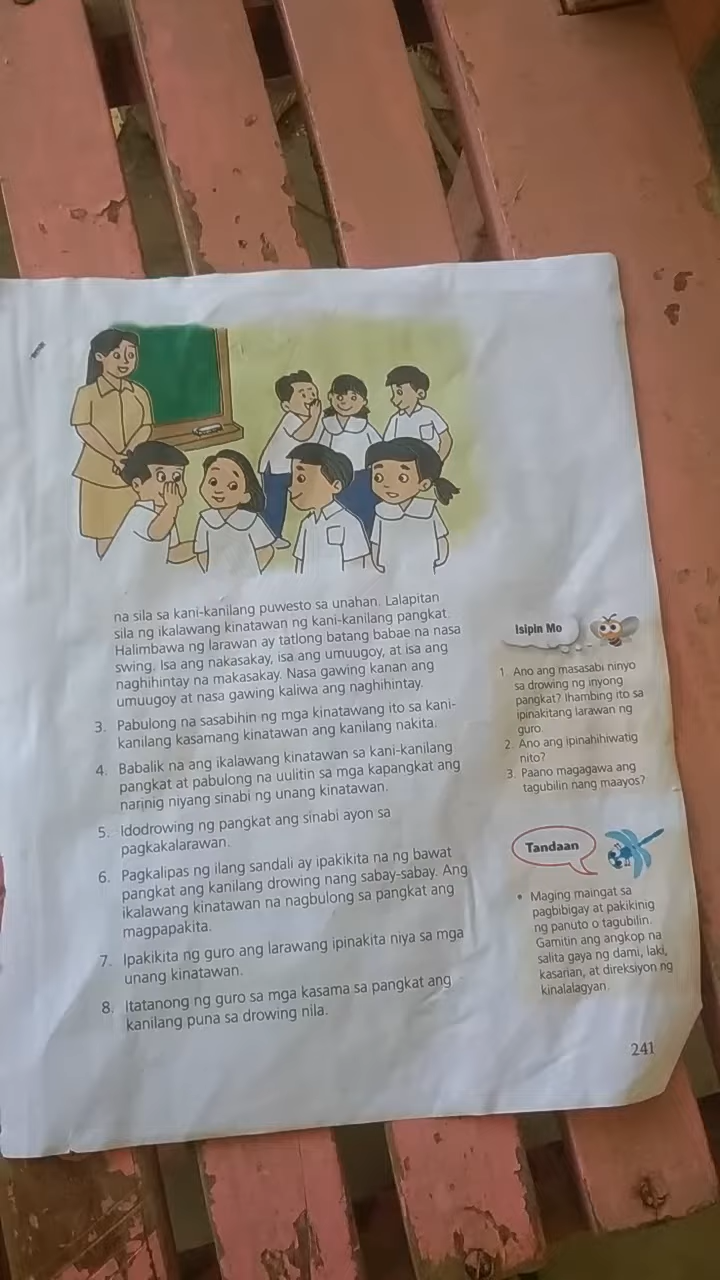 na sila sa kani-kanilang puwesto sa unahan. Lalapitan
sila ng ikalawang kinatawan ng kani-kanilang pangkat.
Halimbawa ng larawan ay tatlong batang babae na nasa
swing. Isa ang nakasakay, isa ang umuugoy, at isa ang
naghihintay na makasakay. Nasa gawing kanan ang
umuugoy at nasa gawing kaliwa ang naghihintay.
3. Pabulong na sasabihin ng mga kinatawang ito sa kani-
kanilang kasamang kinatawan ang kanilang nakita.
4. Babalik na ang ikalawang kinatawan sa kani-kanilang
pangkat at pabulong na uulitin sa mga kapangkat ang
narinig niyang sinabi ng unang kinatawan.
5. Idodrowing ng pangkat ang sinabi ayon sa
pagkakalarawan.
6. Pagkalipas ng ilang sandali ay ipakikita na ng bawat
pangkat ang kanilang drowing nang sabay-sabay. Ang
ikalawang kinatawan na nagbulong sa pangkat ang
magpapakita.
7. Ipakikita ng guro ang larawang ipinakita niya sa mga
unang kinatawan.
8. Itatanong ng guro sa mga kasama sa pangkat ang
kanilang puna sa drowing nila.
Isipin Mo
1. Ano ang masasabi ninyo
sa drowing ng inyong
pangkat? Ihambing ito sa
ipinakitang larawan ng
guro.
2. Ano ang ipinahihiwatig
nito?
3. Paano magagawa ang
tagubilin nang maayos?
Tandaan
• Maging maingat sa
pagbibigay at pakikinig
ng panuto o tagubilin.
Gamitin ang angkop na
salita gaya ng dami, laki,
kasarian, at direksiyon ng
kinalalagyan.
241